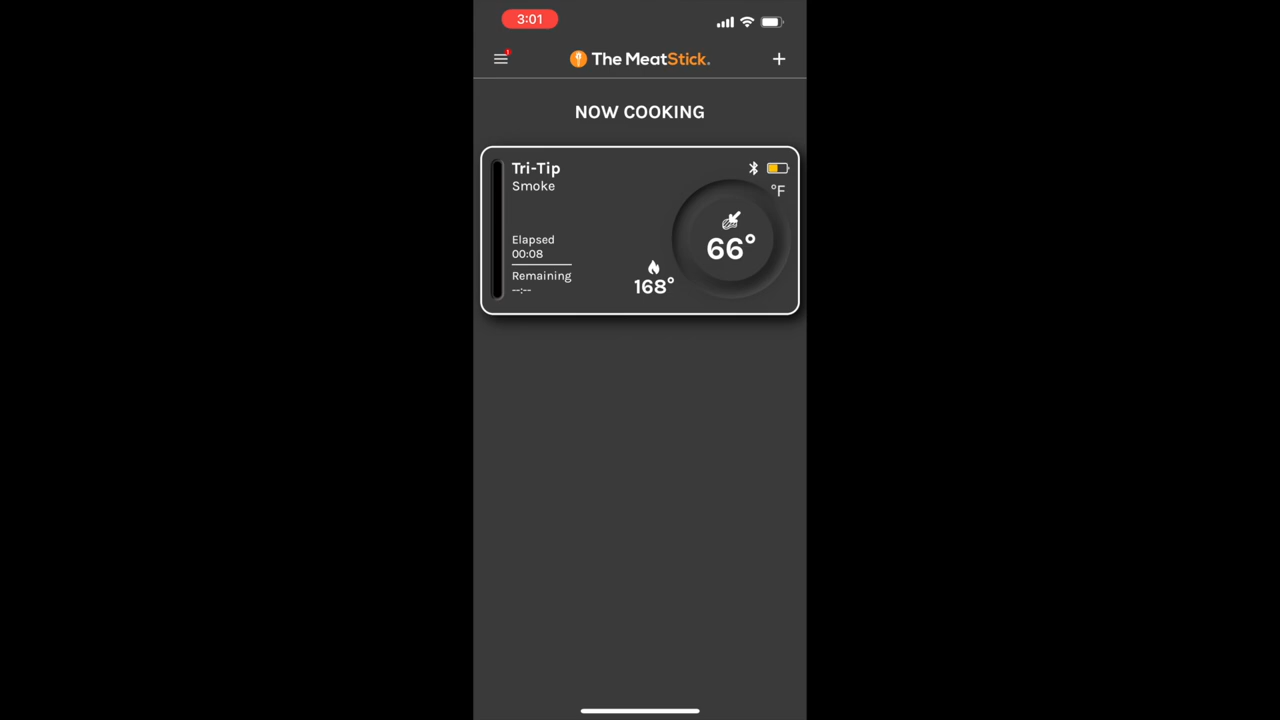 3:01
The MeatStick.
NOW COOKING
Tri-Tip
Smoke
°F
66°
Elapsed
00:08
Remaining
--:--
168°